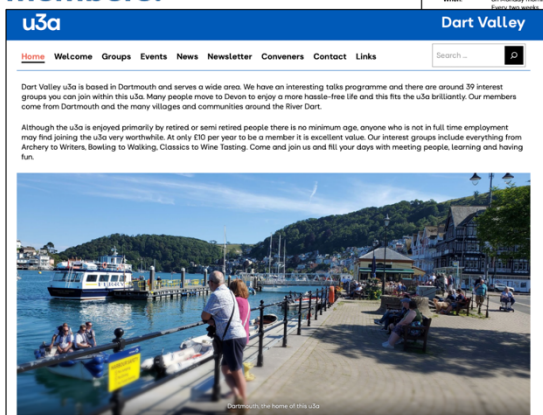 u3a
Dart Valley
Home Welcome Groups Events News Newsletter Conveners Contact Links
Search ...
Dart Valley u3a is based in Dartmouth and serves a wide area. We have an interesting talks programme and there are around 39 interest
groups you can join within this u3a. Many people move to Devon to enjoy a more hassle-free life and this fits the u3a brilliantly. Our members
come from Dartmouth and the many villages and communities around the River Dart.
Although the u3a is enjoyed primarily by retired or semi retired people there is no minimum age, anyone who is not in full time employment
may find joining the u3a very worthwhile. At only £10 per year to be a member it is excellent value. Our interest groups include everything from
Archery to Writers, Bowling to Walking, Classics to Wine Tasting. Come and join us and fill your days with meeting people, learning and having
fun.
Dartmouth the home of this u3a